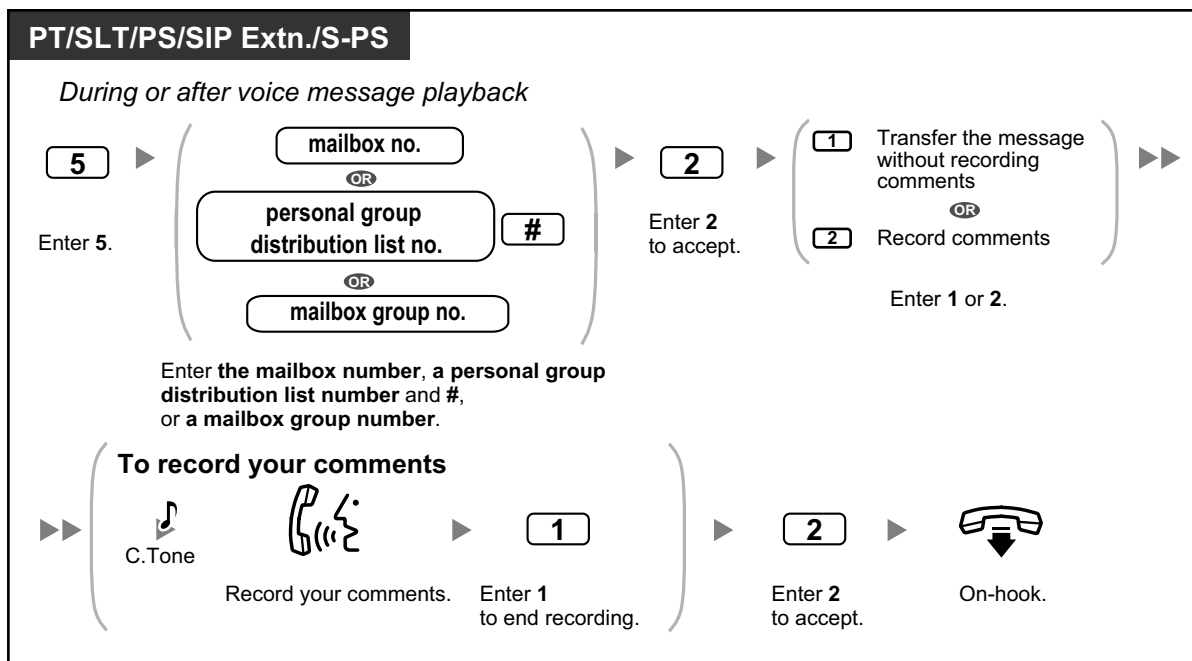 PT/SLT/PS/SIP Extn./S-PS
During or after voice message playback
5
Enter 5.
mailbox no.
OR
personal group
distribution list no.
#
OR
mailbox group no.
Enter the mailbox number, a personal group
distribution list number and #,
or a mailbox group number.
2
Enter 2
to accept.
1 Transfer the message
without recording
comments
OR
2 Record comments
Enter 1 or 2.
To record your comments
C.Tone
Record your comments.
1
Enter 1
to end recording.
2
Enter 2
to accept.
On-hook.